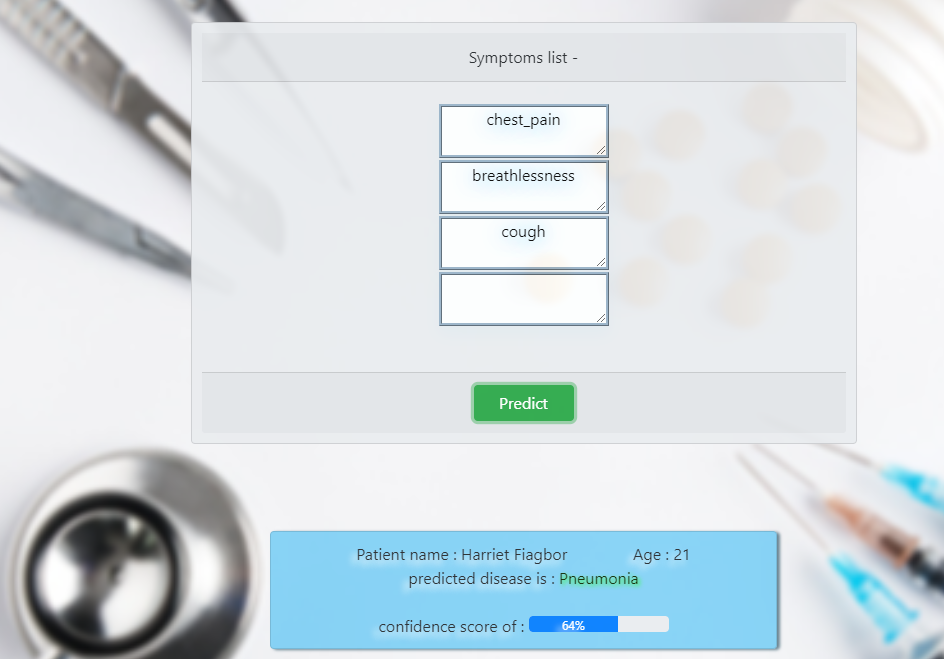 Symptoms list -
chest_pain
breathlessness
cough
Predict
Patient name : Harriet Fiagbor Age : 21
predicted disease is : Pneumonia
confidence score of : 64%